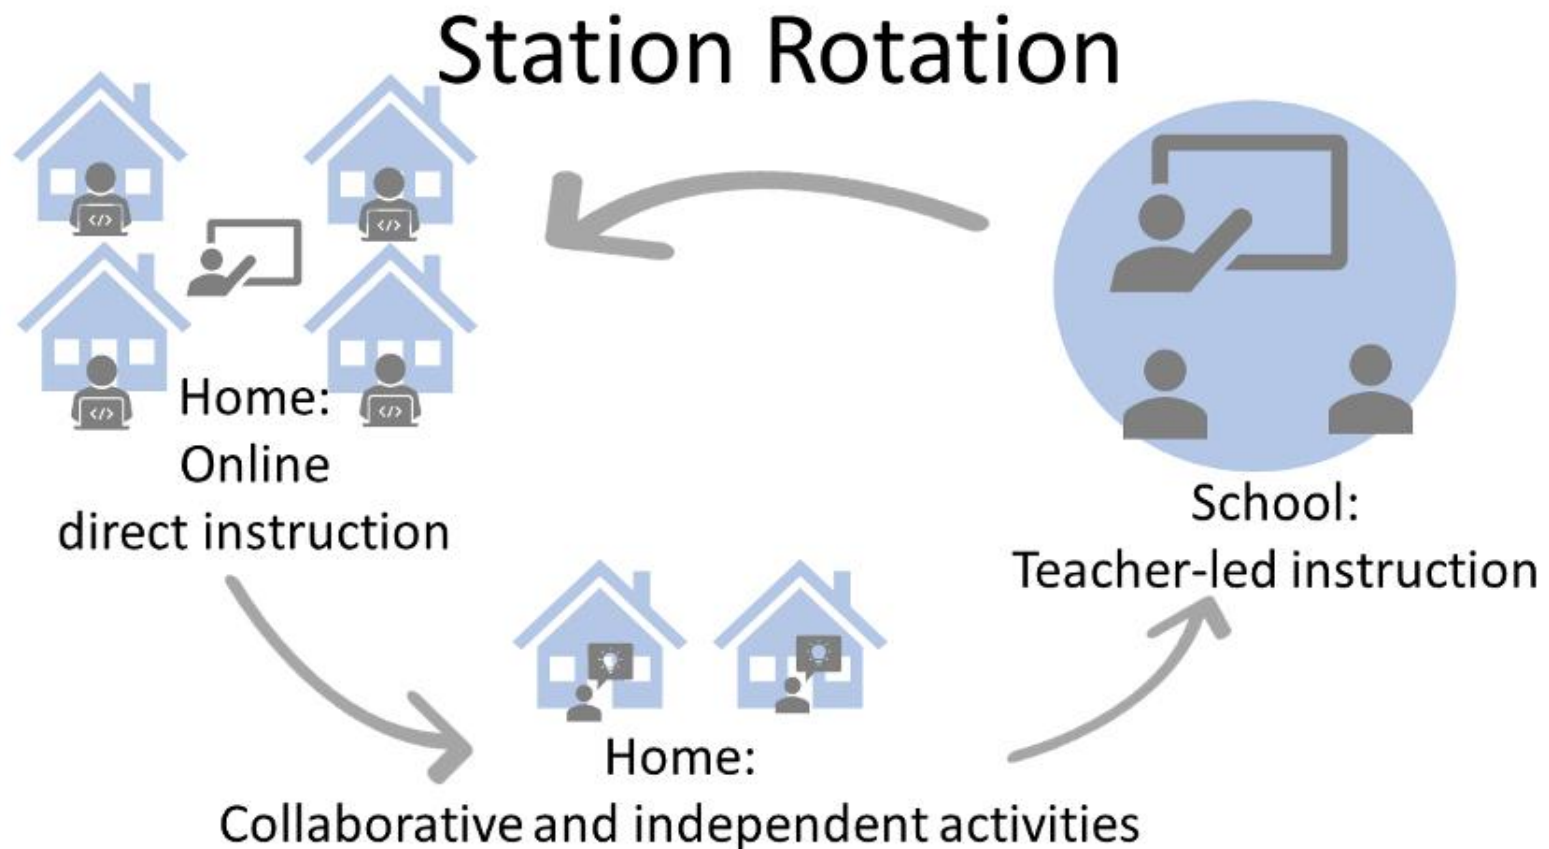 Station Rotation
</>
</>
</>
</>
Home:
Online
direct instruction
School:
Teacher-led instruction
Home:
Collaborative and independent activities